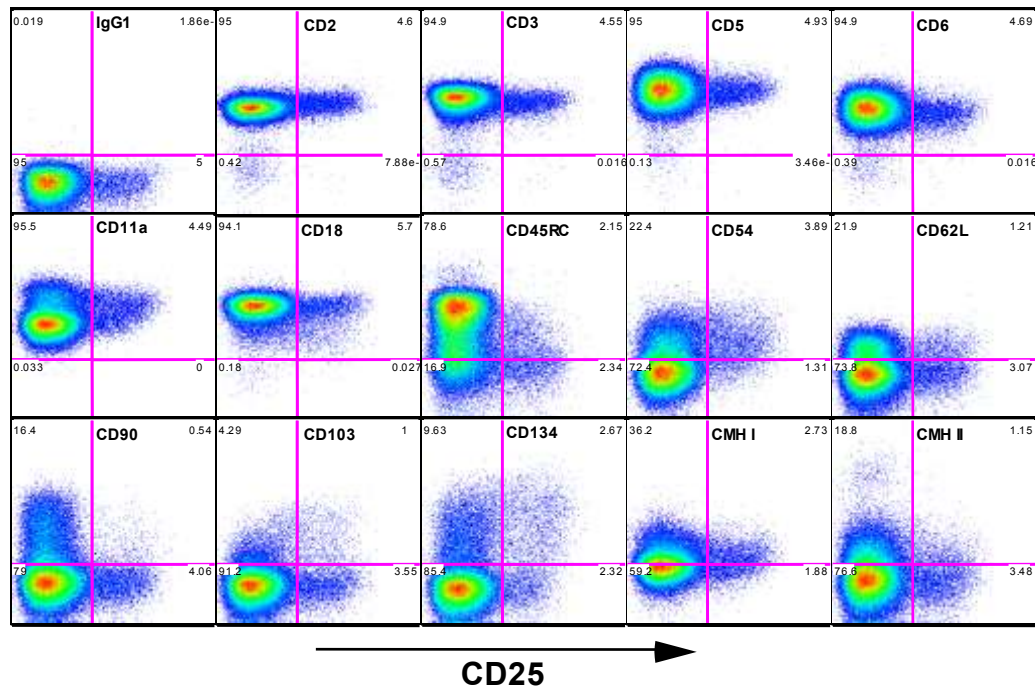 0.019 IgG1 1.86e-
95 5
95 CD2 4.6
0.42 7.88e-
94.9 CD3 4.55
0.57 0.016
95 CD5 4.93
0.13 3.46e-
94.9 CD6 4.69
0.39 0.016
95.5 CD11a 4.49
0.033 0
94.1 CD18 5.7
0.18 0.027
78.6 CD45RC 2.15
16.9 2.34
22.4 CD54 3.89
72.4 1.31
21.9 CD62L 1.21
73.8 3.07
16.4 CD90 0.54
79 4.06
4.29 CD103 1
91.2 3.55
9.63 CD134 2.67
85.4 2.32
36.2 CMH I 2.73
59.2 1.88
18.8 CMH II 1.15
76.6 3.48
CD25